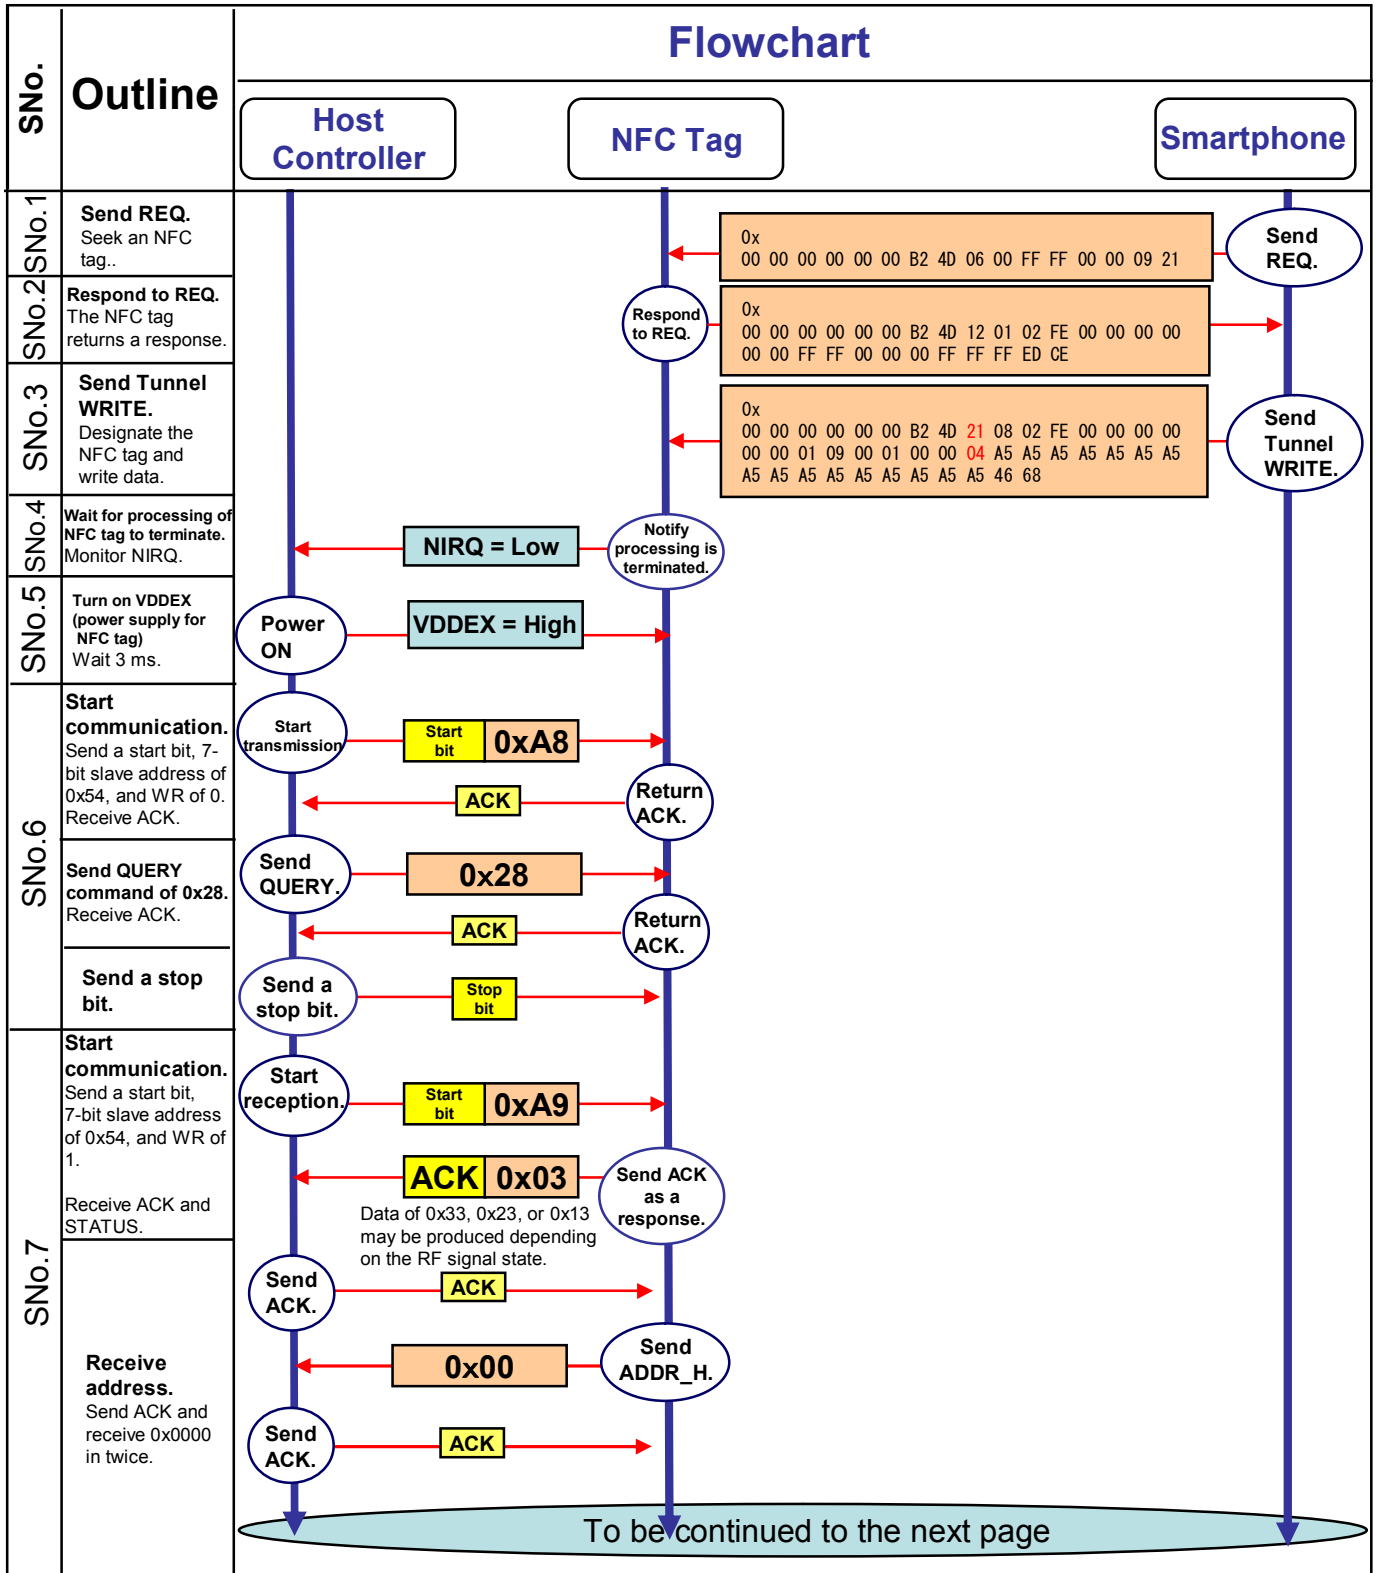 Flowchart
SNo.
Outline
Host
Controller
NFC Tag
Smartphone
SNo.1
Send REQ.
Seek an NFC
tag..
0x
00 00 00 00 00 00 B2 4D 06 00 FF FF 00 00 09 21
Send
REQ.
SNo.2
Respond to REQ.
The NFC tag
returns a response.
Respond
to REQ.
0x
00 00 00 00 00 00 B2 4D 12 01 02 FE 00 00 00 00
00 00 FF FF 00 00 00 FF FF FF ED CE
SNo.3
Send Tunnel
WRITE.
Designate the
NFC tag and
write data.
0x
00 00 00 00 00 00 B2 4D 21 08 02 FE 00 00 00 00
00 00 01 09 00 01 00 00 04 A5 A5 A5 A5 A5 A5 A5
A5 A5 A5 A5 A5 A5 A5 A5 A5 46 68
Send
Tunnel
WRITE.
SNo.4
Wait for processing of
NFC tag to terminate.
Monitor NIRQ.
NIRQ = Low
Notify
processing is
terminated.
SNo.5
Turn on VDDEX
(power supply for
NFC tag)
Wait 3 ms.
Power
ON
VDDEX = High
SNo.6
Start
communication.
Send a start bit, 7-
bit slave address of
0x54, and WR of 0.
Receive ACK.
Start
transmission
Start
bit
0xA8
ACK
Return
ACK.
Send QUERY
command of 0x28.
Receive ACK.
Send
QUERY.
0x28
ACK
Return
ACK.
Send a stop
bit.
Send a
stop bit.
Stop
bit
SNo.7
Start
communication.
Send a start bit,
7-bit slave address
of 0x54, and WR of
1.
Receive ACK and
STATUS.
Start
reception.
Start
bit
0xA9
ACK
0x03
Send ACK
as a
response.
Data of 0x33, 0x23, or 0x13
may be produced depending
on the RF signal state.
Send
ACK.
ACK
Receive
address.
Send ACK and
receive 0x0000
in twice.
0x00
Send
ADDR_H.
Send
ACK.
ACK
To be continued to the next page